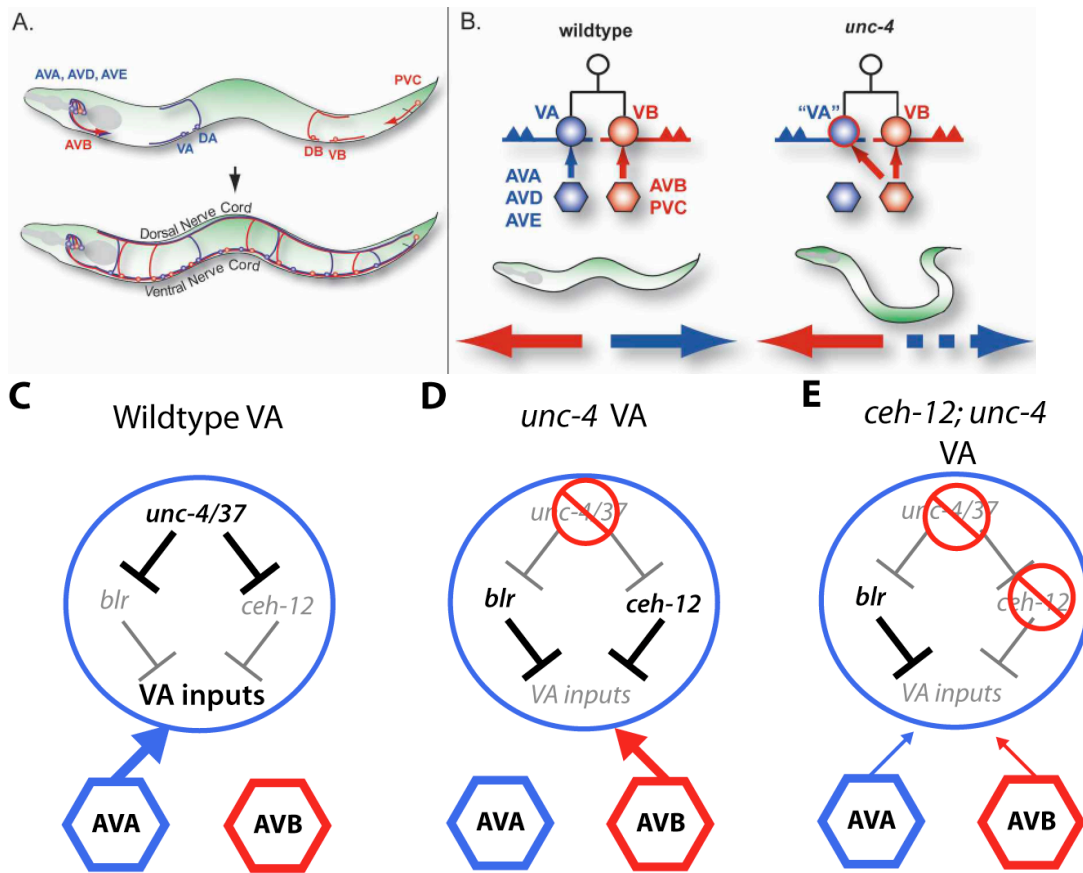 A.
AVA, AVD, AVE
PVC
AVB
VA
DA
DB
VB
Dorsal Nerve Cord
Ventral Nerve Cord
B.
wildtype
unc-4
VA
VB
"VA"
VB
AVA
AVD
AVE
AVB
PVC
C
Wildtype VA
unc-4/37
blr
ceh-12
VA inputs
AVA
AVB
D
unc-4 VA
unc-4/37
blr
ceh-12
VA inputs
AVA
AVB
E
ceh-12; unc-4
VA
unc-4/37
blr
ceh-12
VA inputs
AVA
AVB